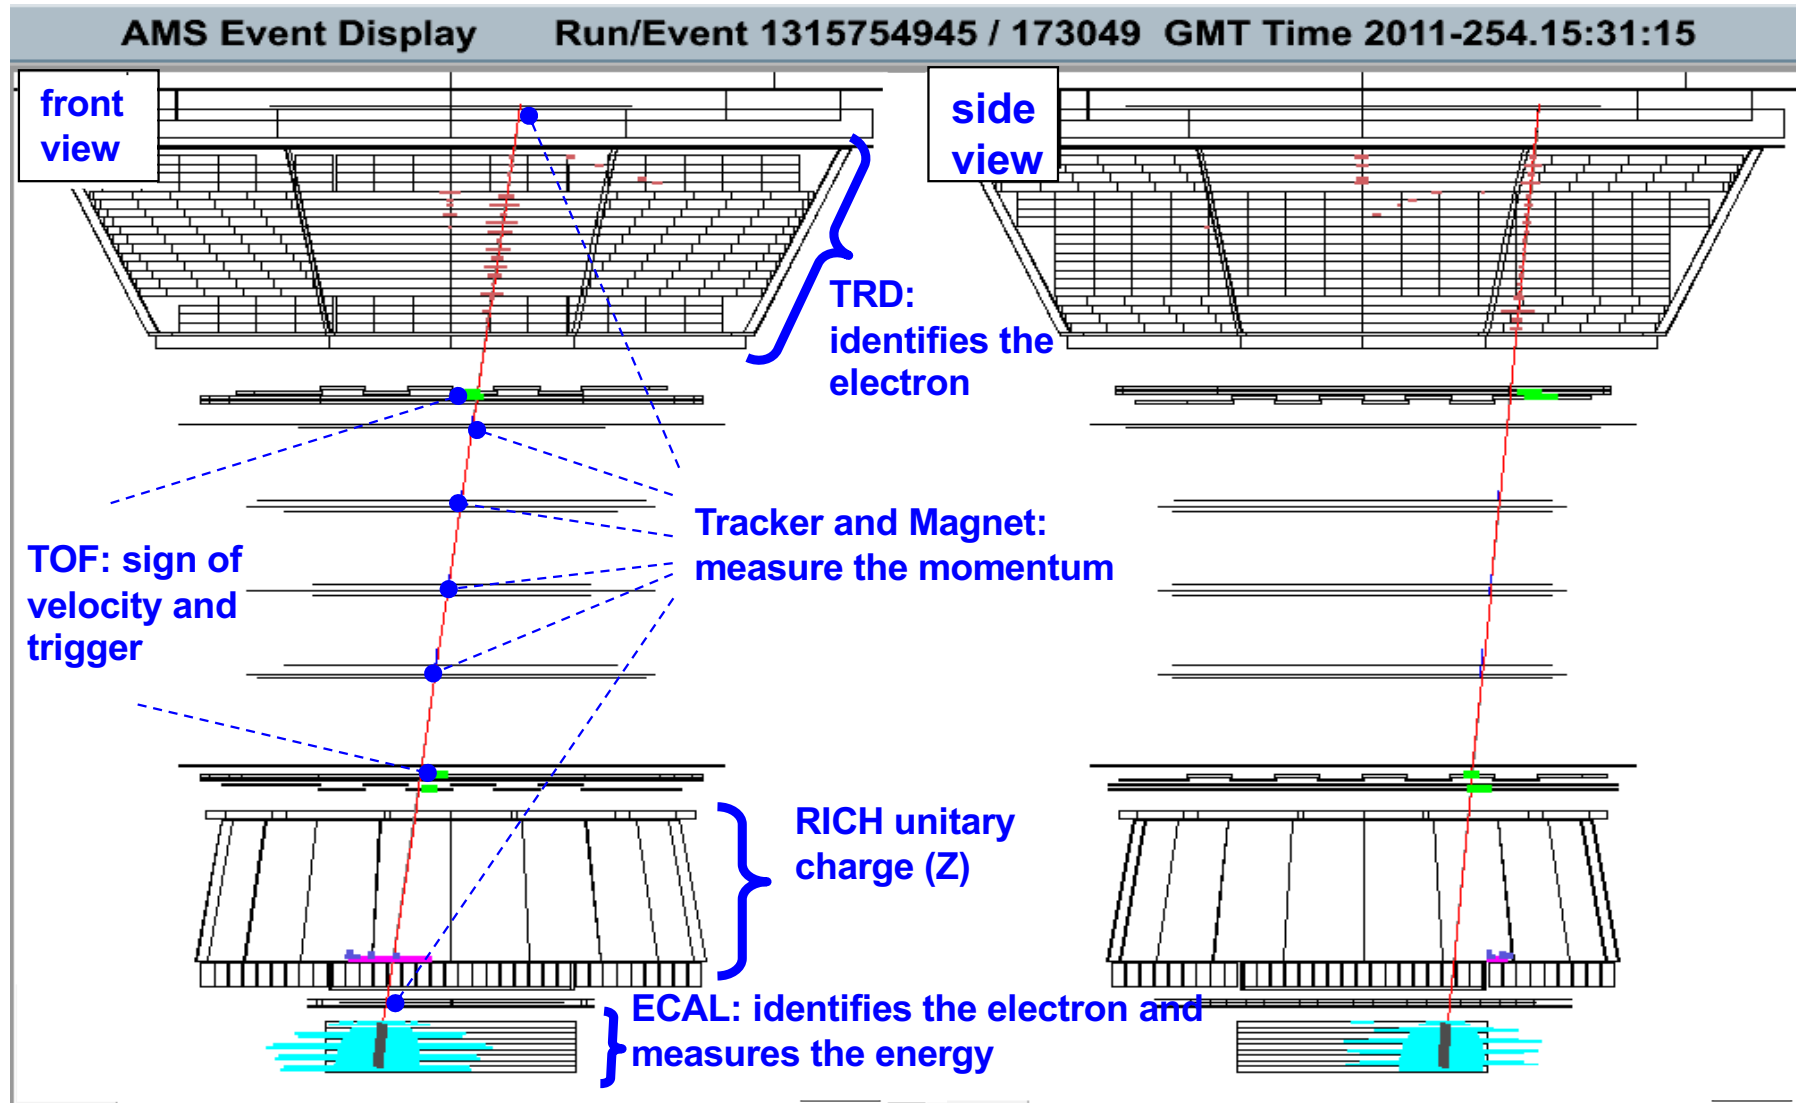 AMS Event Display Run/Event 1315754945 / 173049 GMT Time 2011-254.15:31:15
front
view
side
view
TRD:
identifies the
electron
TOF: sign of
velocity and
trigger
Tracker and Magnet:
measure the momentum
RICH unitary
charge (Z)
ECAL: identifies the electron and
measures the energy